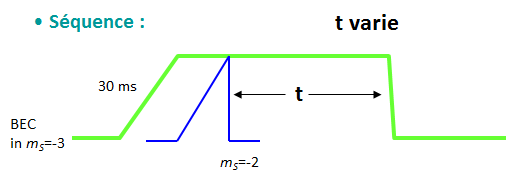 • Séquence :
t varie
30 ms
t
BEC
in mS=-3
mS=-2